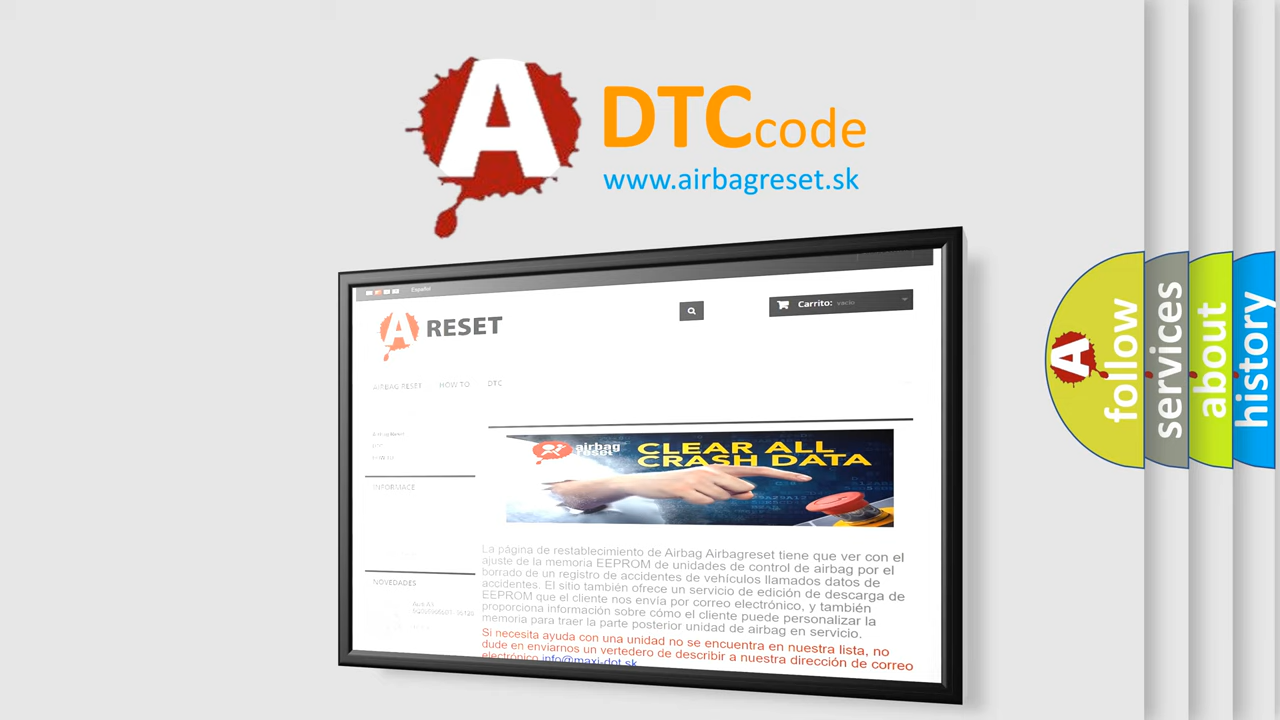 A DTCcode
www.airbagreset.sk
Español
A RESET
Carrito: vacío
AIRBAG RESET HOW TO DTC
INFORMACE
NOVEDADES
airbag
reset
CLEAR ALL
CRASH DATA
La página de restablecimiento de Airbag Airbagreset tiene que ver con el
ajuste de la memoria EEPROM de unidades de control de airbag por el
borrado de un registro de accidentes de vehículos llamados datos de
accidentes. El sitio también ofrece un servicio de edición de descarga de
EEPROM que el cliente nos envía por correo electrónico, y también
proporciona información sobre cómo el cliente puede personalizar la
memoria para traer la parte posterior unidad de airbag en servicio.
Si necesita ayuda con una unidad no se encuentra en nuestra lista, no
dude en enviarnos un vertedero de describir a nuestra dirección de correo
electrónico info@maxi-dot.sk
A follow
services
about
history